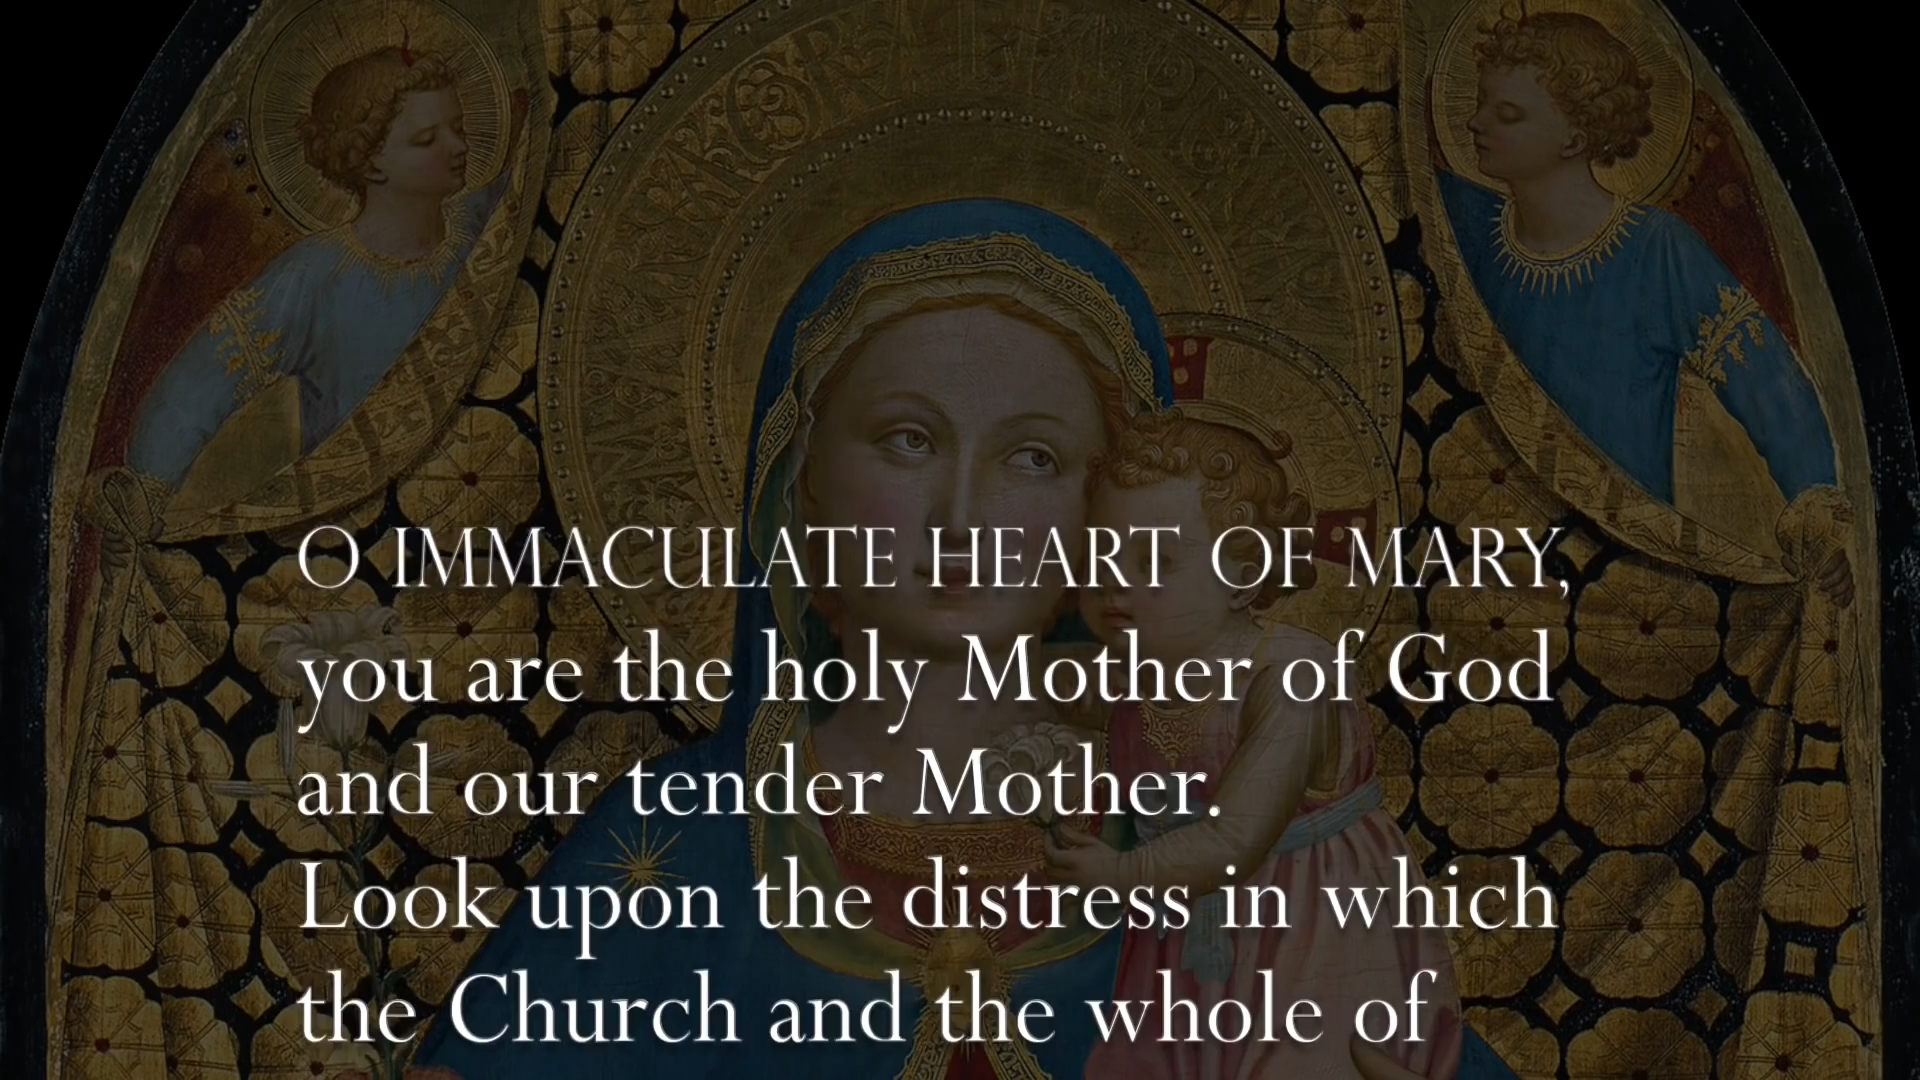 O IMMACULATE HEART OF MARY,
you are the holy Mother of God
and our tender Mother.
Look upon the distress in which
the Church and the whole of